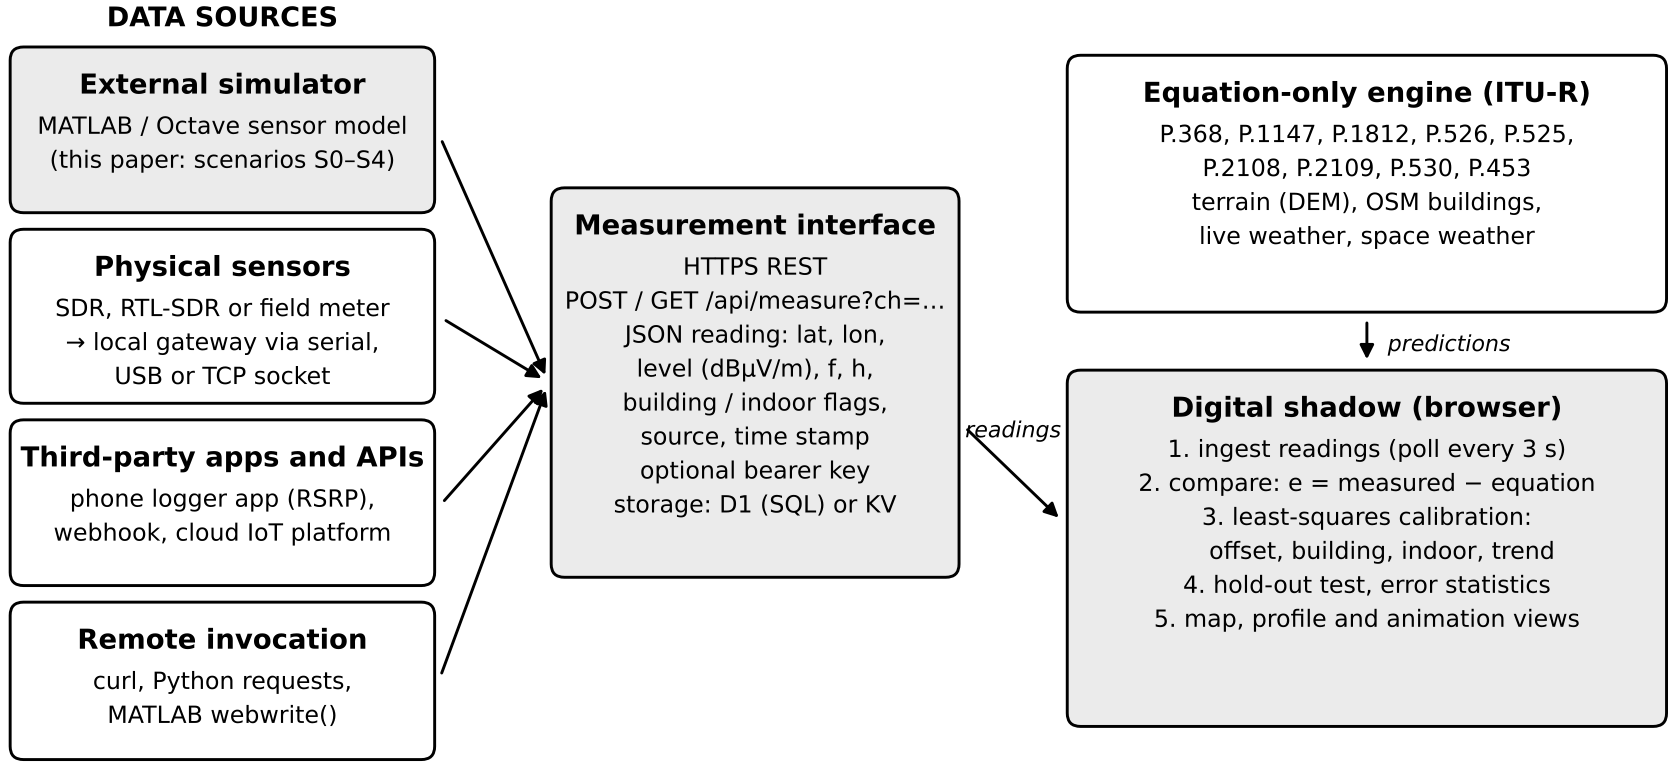 DATA SOURCES
External simulator
MATLAB / Octave sensor model
(this paper: scenarios S0–S4)
Physical sensors
SDR, RTL-SDR or field meter
→ local gateway via serial,
USB or TCP socket
Third-party apps and APIs
phone logger app (RSRP),
webhook, cloud IoT platform
Remote invocation
curl, Python requests,
MATLAB webwrite()
Measurement interface
HTTPS REST
POST / GET /api/measure?ch=…
JSON reading: lat, lon,
level (dBµV/m), f, h,
building / indoor flags,
source, time stamp
optional bearer key
storage: D1 (SQL) or KV
readings
Equation-only engine (ITU-R)
P.368, P.1147, P.1812, P.526, P.525,
P.2108, P.2109, P.530, P.453
terrain (DEM), OSM buildings,
live weather, space weather
predictions
Digital shadow (browser)
1. ingest readings (poll every 3 s)
2. compare: e = measured − equation
3. least-squares calibration:
offset, building, indoor, trend
4. hold-out test, error statistics
5. map, profile and animation views